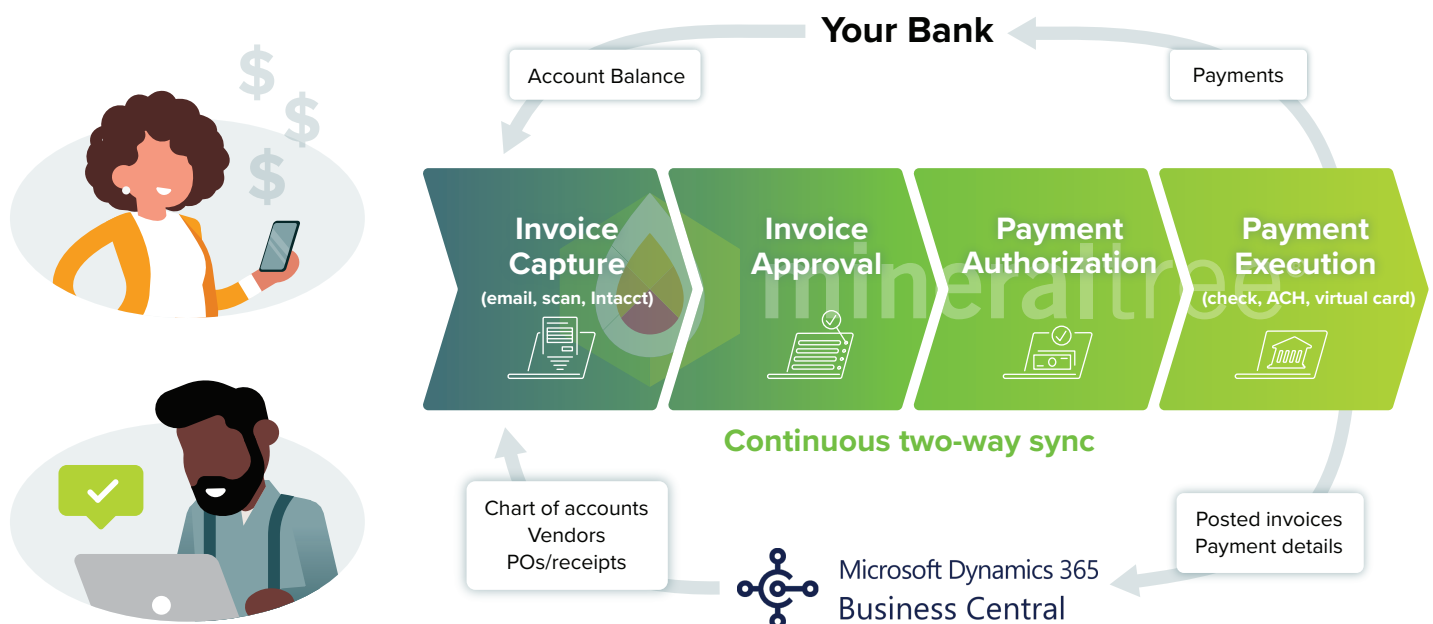 Your Bank
Account Balance
Payments
Invoice
Capture
(email, scan, Intacct)
Invoice
Approval
Payment
Authorization
Payment
Execution
(check, ACH, virtual card)
mineraltree
Continuous two-way sync
Chart of accounts
Vendors
POs/receipts
Posted invoices
Payment details
Microsoft Dynamics 365
Business Central